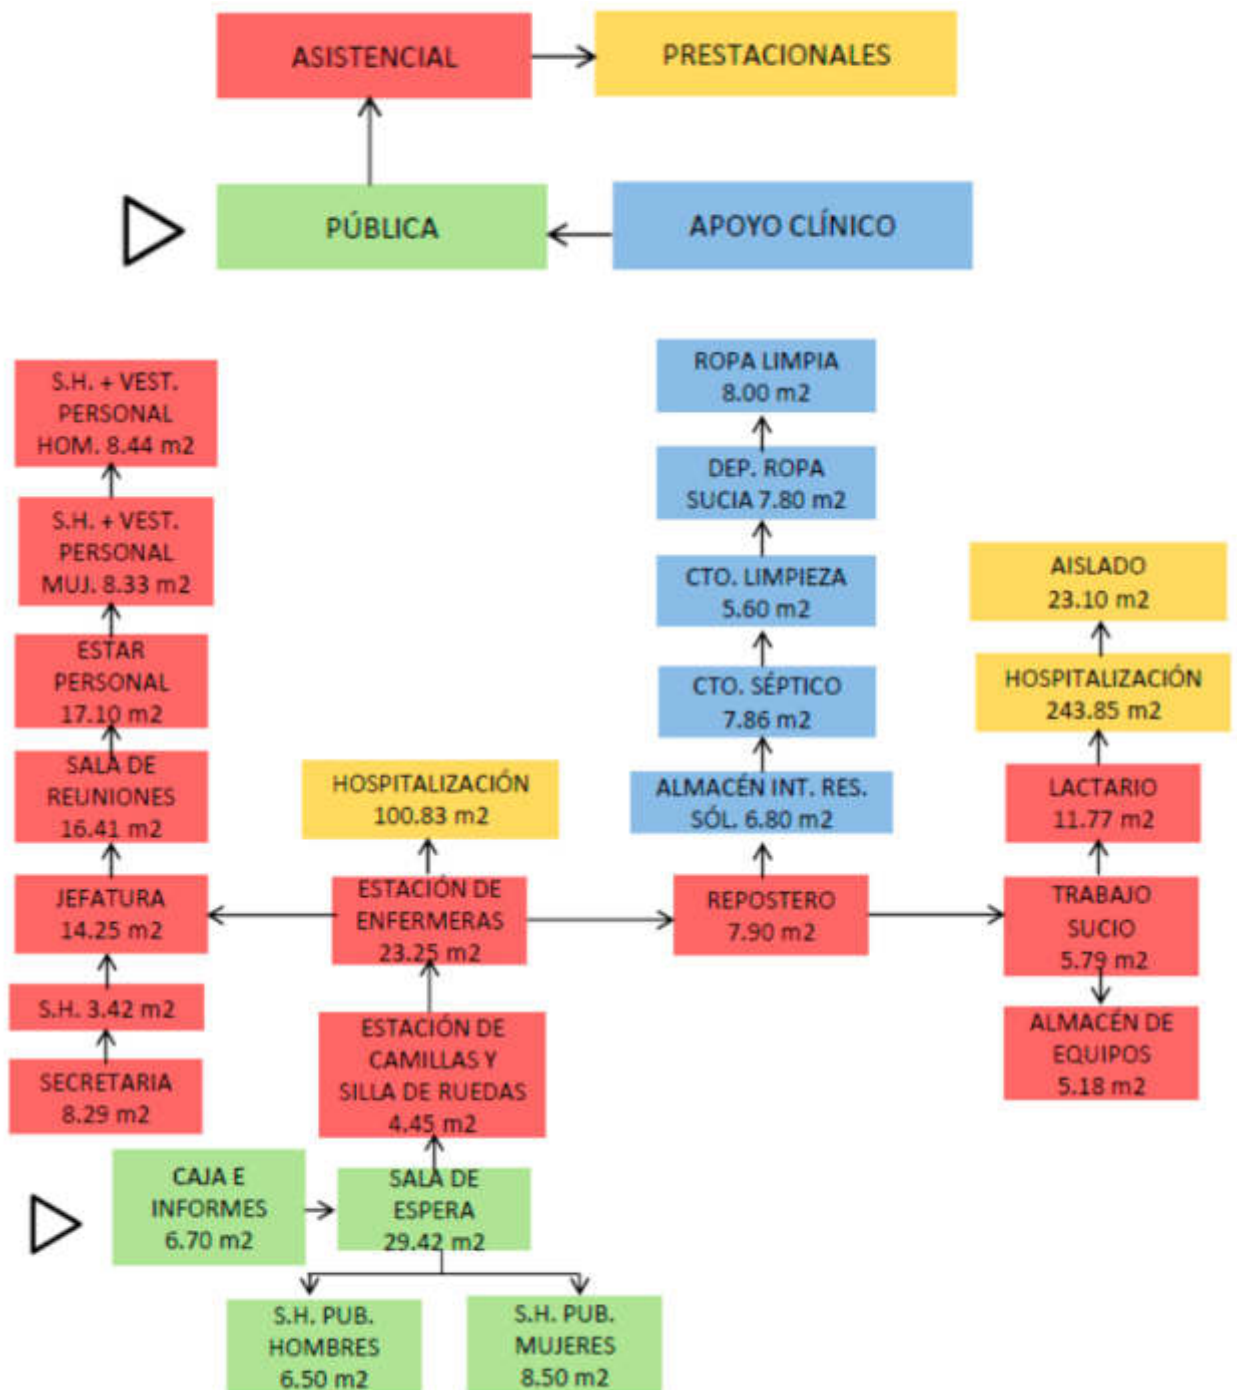 ASISTENCIAL
PRESTACIONALES
PÚBLICA
APOYO CLÍNICO
S.H. + VEST.
PERSONAL
HOM. 8.44 m2
S.H. + VEST.
PERSONAL
MUJ. 8.33 m2
ESTAR
PERSONAL
17.10 m2
SALA DE
REUNIONES
16.41 m2
JEFATURA
14.25 m2
S.H. 3.42 m2
SECRETARIA
8.29 m2
HOSPITALIZACIÓN
100.83 m2
ESTACIÓN DE
ENFERMERAS
23.25 m2
ESTACIÓN DE
CAMILLAS Y
SILLA DE RUEDAS
4.45 m2
CAJA E
INFORMES
6.70 m2
SALA DE
ESPERA
29.42 m2
S.H. PUB.
HOMBRES
6.50 m2
S.H. PUB.
MUJERES
8.50 m2
ROPA LIMPIA
8.00 m2
DEP. ROPA
SUCIA 7.80 m2
CTO. LIMPIEZA
5.60 m2
CTO. SÉPTICO
7.86 m2
ALMACÉN INT. RES.
SÓL. 6.80 m2
REPOSTERO
7.90 m2
AISLADO
23.10 m2
HOSPITALIZACIÓN
243.85 m2
LACTARIO
11.77 m2
TRABAJO
SUCIO
5.79 m2
ALMACÉN DE
EQUIPOS
5.18 m2